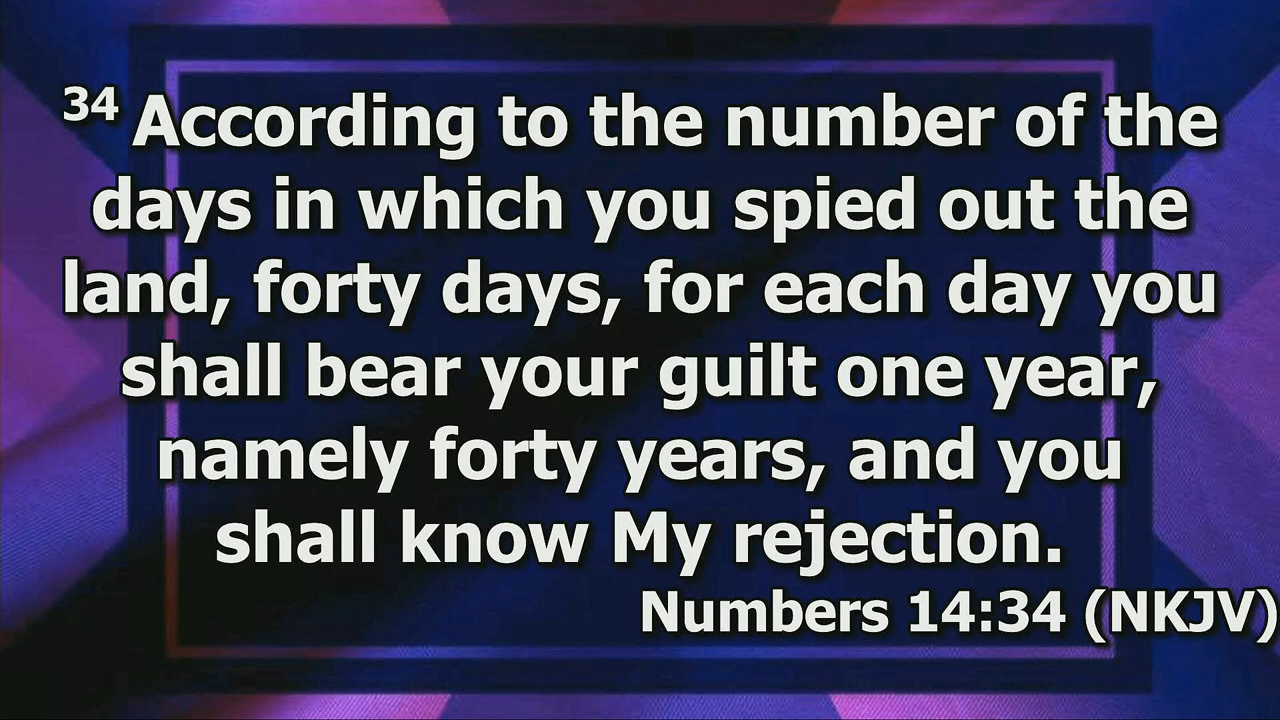 34 According to the number of the
days in which you spied out the
land, forty days, for each day you
shall bear your guilt one year,
namely forty years, and you
shall know My rejection.
Numbers 14:34 (NKJV)